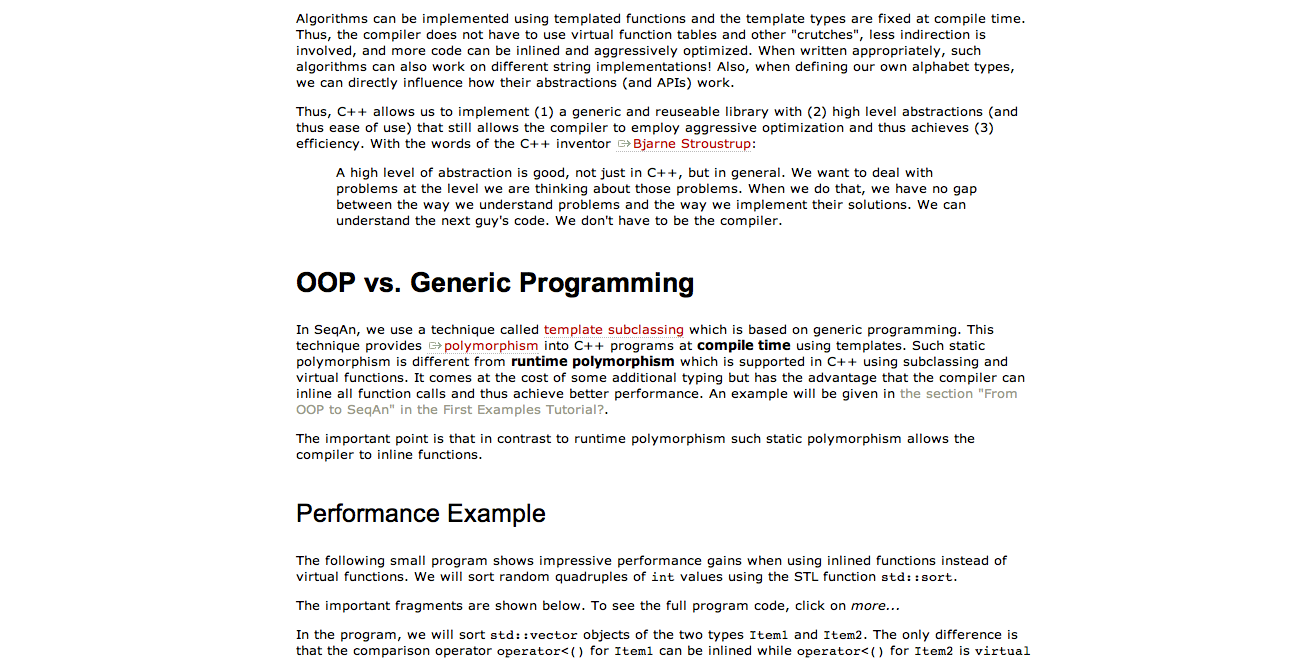 Algorithms can be implemented using templated functions and the template types are fixed at compile time.
Thus, the compiler does not have to use virtual function tables and other "crutches", less indirection is
involved, and more code can be inlined and aggressively optimized. When written appropriately, such
algorithms can also work on different string implementations! Also, when defining our own alphabet types,
we can directly influence how their abstractions (and APIs) work.
Thus, C++ allows us to implement (1) a generic and reuseable library with (2) high level abstractions (and
thus ease of use) that still allows the compiler to employ aggressive optimization and thus achieves (3)
efficiency. With the words of the C++ inventor Bjarne Stroustrup:
A high level of abstraction is good, not just in C++, but in general. We want to deal with
problems at the level we are thinking about those problems. When we do that, we have no gap
between the way we understand problems and the way we implement their solutions. We can
understand the next guy's code. We don't have to be the compiler.
OOP vs. Generic Programming
In SeqAn, we use a technique called template subclassing which is based on generic programming. This
technique provides polymorphism into C++ programs at compile time using templates. Such static
polymorphism is different from runtime polymorphism which is supported in C++ using subclassing and
virtual functions. It comes at the cost of some additional typing but has the advantage that the compiler can
inline all function calls and thus achieve better performance. An example will be given in the section "From
OOP to SeqAn" in the First Examples Tutorial?.
The important point is that in contrast to runtime polymorphism such static polymorphism allows the
compiler to inline functions.
Performance Example
The following small program shows impressive performance gains when using inlined functions instead of
virtual functions. We will sort random quadruples of int values using the STL function std::sort.
The important fragments are shown below. To see the full program code, click on more...
In the program, we will sort std::vector objects of the two types Item1 and Item2. The only difference is
that the comparison operator operator<() for Item1 can be inlined while operator<() for Item2 is virtual